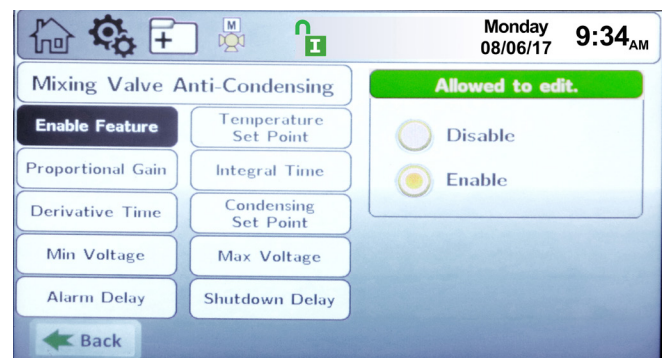 M
I
Monday
08/06/17
9:34AM
Mixing Valve Anti-Condensing
Allowed to edit.
Enable Feature
Temperature
Set Point
Disable
Proportional Gain
Integral Time
Enable
Derivative Time
Condensing
Set Point
Min Voltage
Max Voltage
Alarm Delay
Shutdown Delay
Back